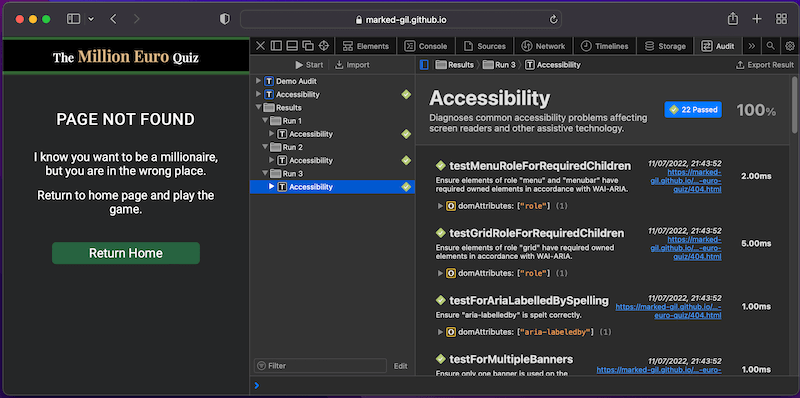 marked-gil.github.io
The Million Euro Quiz
PAGE NOT FOUND
I know you want to be a millionaire,
but you are in the wrong place.
Return to home page and play the
game.
Return Home
Elements
Console
Sources
Network
Timelines
Storage
Audit
Start
Import
Results
Run 3
Accessibility
Export Result
T Demo Audit
T Accessibility
Results
Run 1
T Accessibility
Run 2
T Accessibility
Run 3
T Accessibility
Filter
Edit
Accessibility
Diagnoses common accessibility problems affecting
screen readers and other assistive technology.
22 Passed
100%
testMenuRoleForRequiredChildren
Ensure elements of role "menu" and "menubar" have
required owned elements in accordance with WAI-ARIA.
O domAttributes: ["role"] (1)
11/07/2022, 21:43:52
https://marked-
gil.github.io/...-euro-
quiz/404.html
2.00ms
testGridRoleForRequiredChildren
Ensure elements of role "grid" have required owned
elements in accordance with WAI-ARIA.
O domAttributes: ["role"] (1)
11/07/2022, 21:43:52
https://marked-
gil.github.io/...-euro-
quiz/404.html
5.00ms
testForAriaLabelledBySpelling
Ensure "aria-labelledby" is spelt correctly.
O domAttributes: ["aria-labeledby"] (1)
11/07/2022, 21:43:52
https://marked-gil.github.io/...-
euro-quiz/404.html
1.00ms
testForMultipleBanners
Ensure only one banner is used on the
11/07/2022, 21:43:52
https://marked-gil.github.io/...-euro-
1.00ms